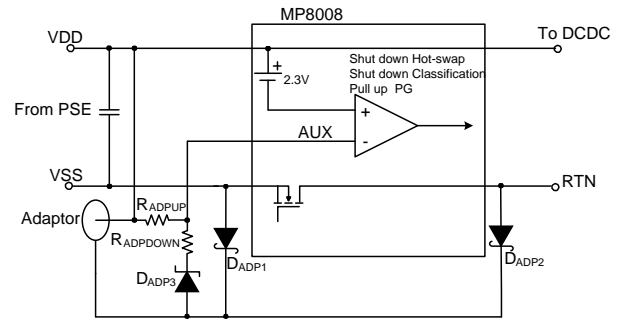 MP8008
VDD
To DCDC
+
2.3V
Shut down Hot-swap
Shut down Classification
Pull up PG
From PSE
+
AUX
-
VSS
RTN
Adaptor
RADPUP
RADPDOWN
DADP1
DADP2
DADP3